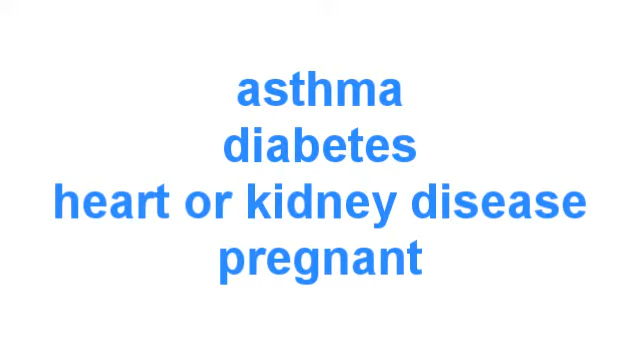 asthma
diabetes
heart or kidney disease
pregnant